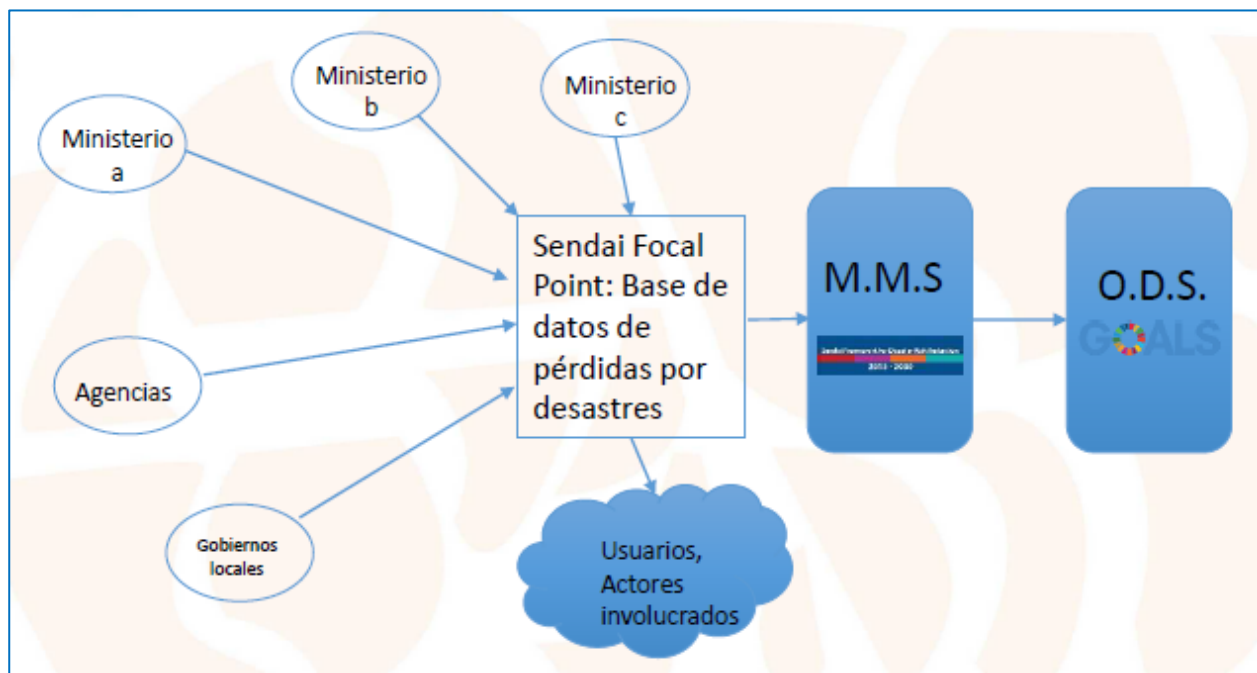 Ministerio
b
Ministerio
c
Ministerio
a
Sendai Focal
Point: Base de
datos de
pérdidas por
desastres
M.M.S
2015 - 2030
O.D.S.
GOALS
Agencias
Gobiernos
locales
Usuarios,
Actores
involucrados